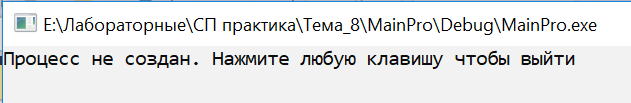 E:\Лабораторные\СП практика\Тема_8\MainPro\Debug\MainPro.exe
Процесс не создан. Нажмите любую клавишу чтобы выйти